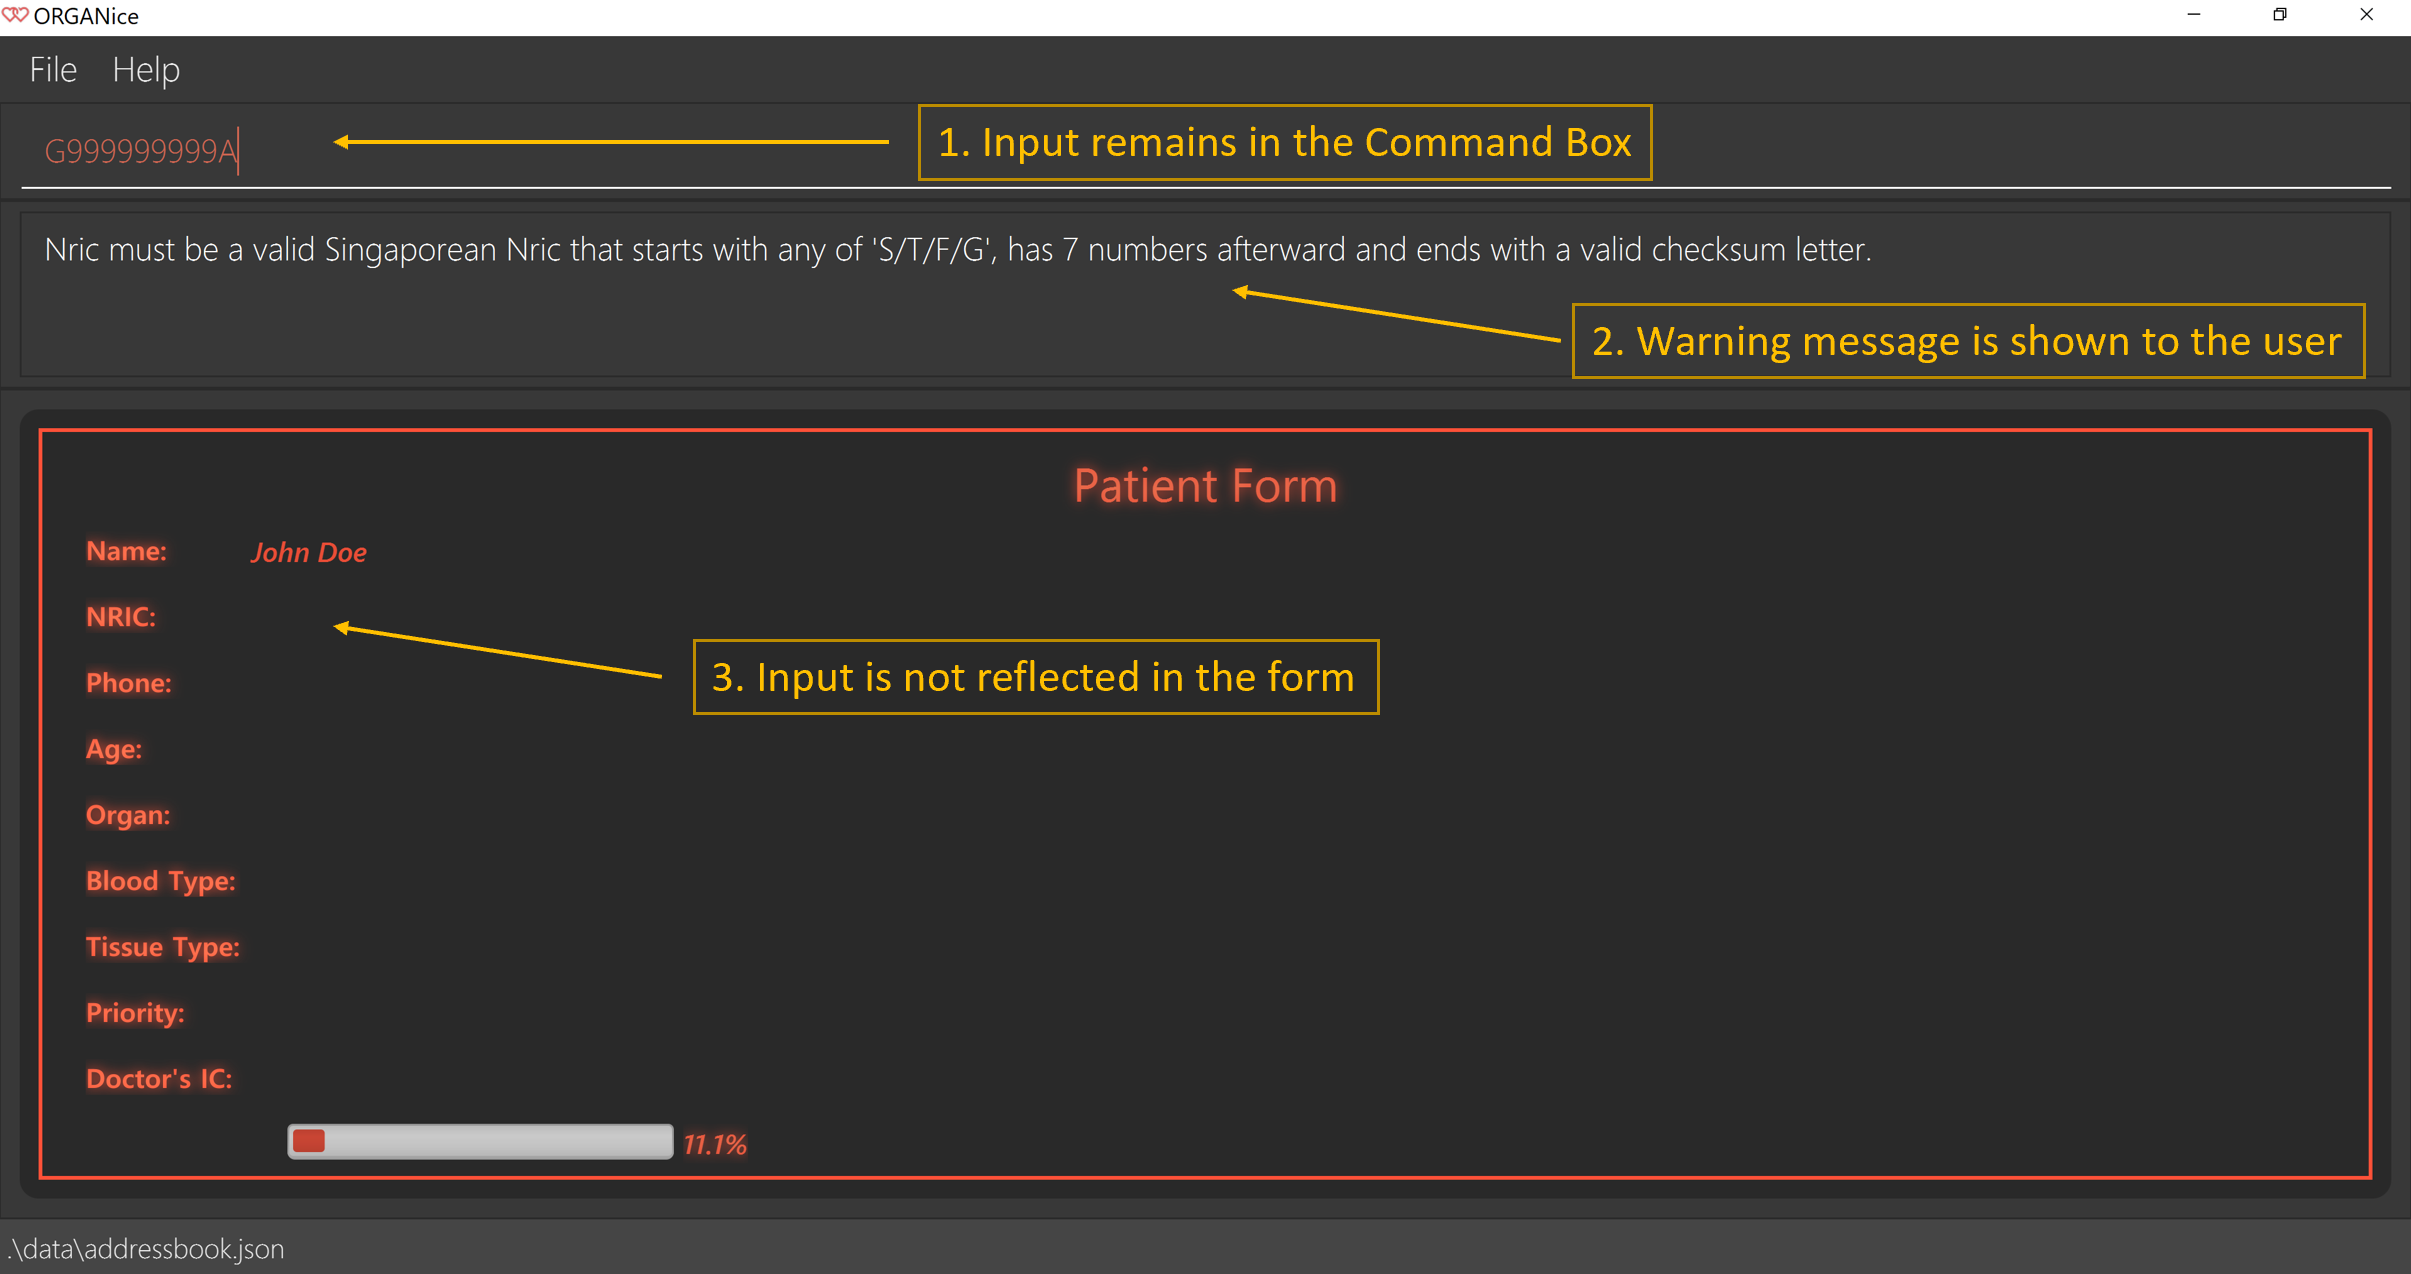 ORGANice
File Help
G999999999A
1. Input remains in the Command Box
Nric must be a valid Singaporean Nric that starts with any of 'S/T/F/G', has 7 numbers afterward and ends with a valid checksum letter.
2. Warning message is shown to the user
Patient Form
Name: John Doe
NRIC:
3. Input is not reflected in the form
Phone:
Age:
Organ:
Blood Type:
Tissue Type:
Priority:
Doctor's IC:
11.1%
.\data\addressbook.json